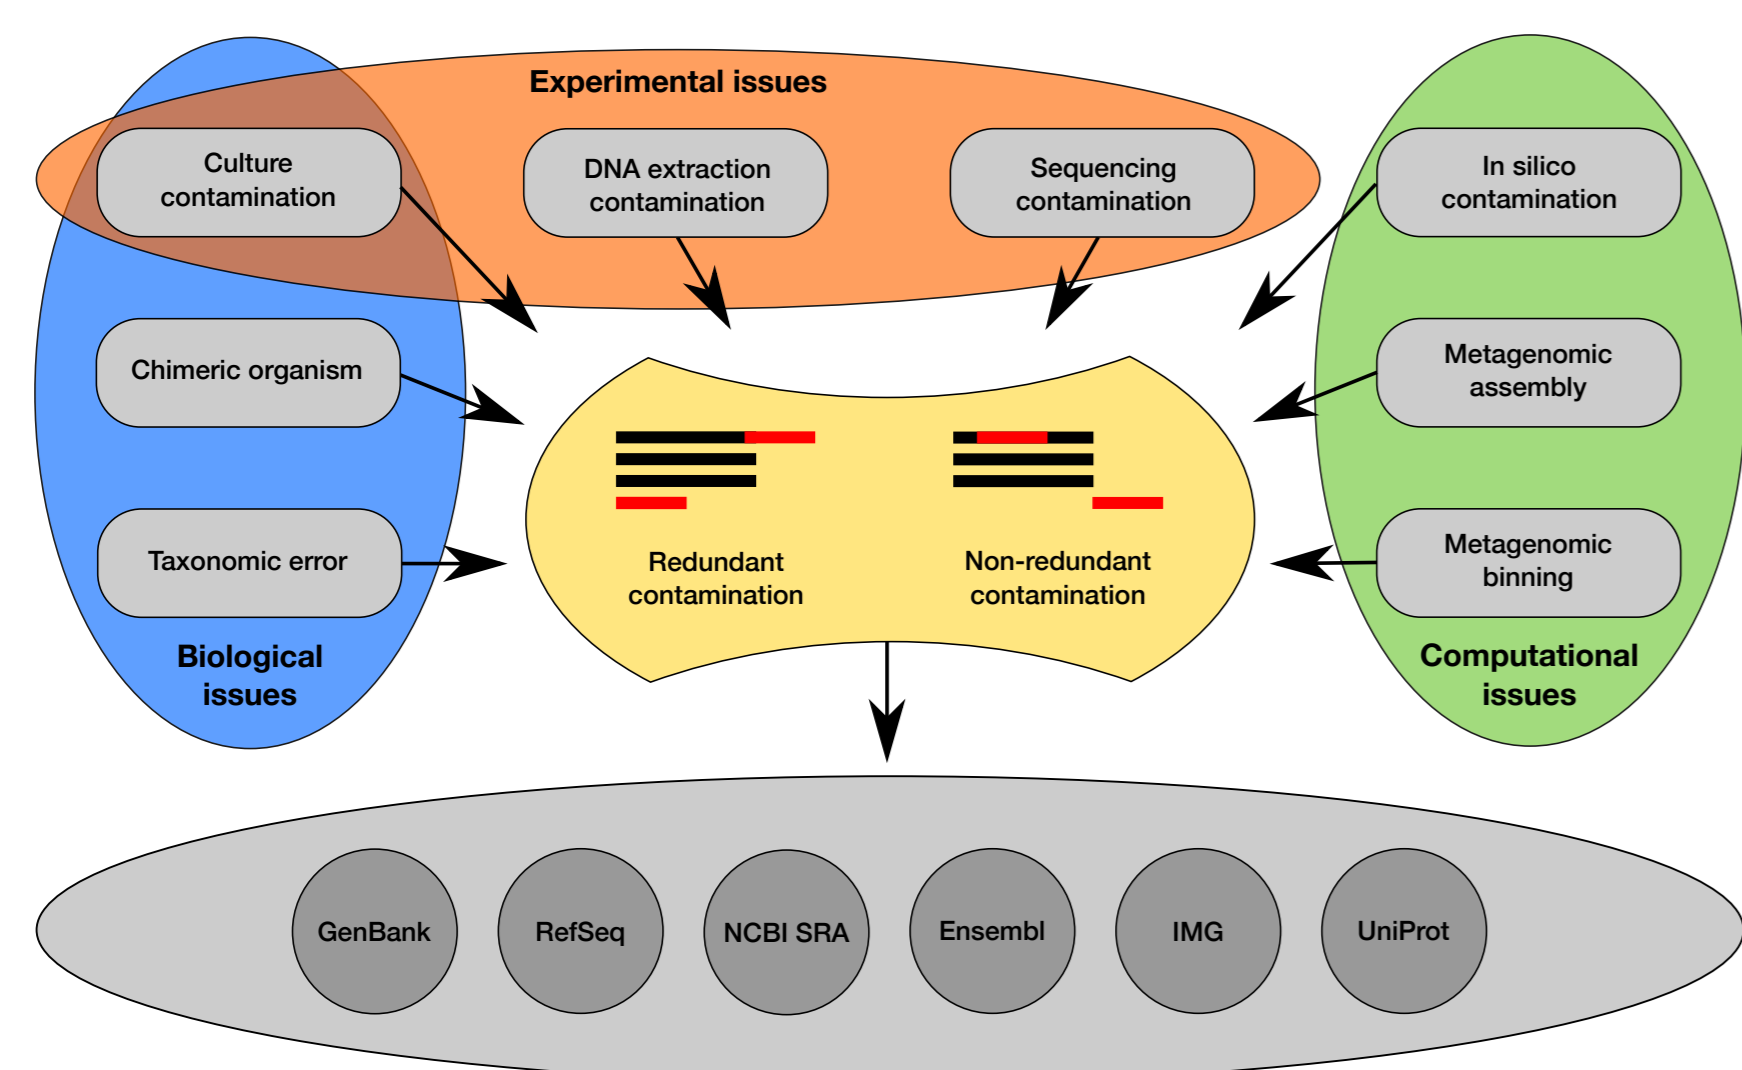 Experimental issues
Culture
contamination
DNA extraction
contamination
Sequencing
contamination
In silico
contamination
Chimeric organism
Metagenomic
assembly
Taxonomic error
Redundant
contamination
Non-redundant
contamination
Metagenomic
binning
Biological
issues
Computational
issues
GenBank
RefSeq
NCBI SRA
Ensembl
IMG
UniProt